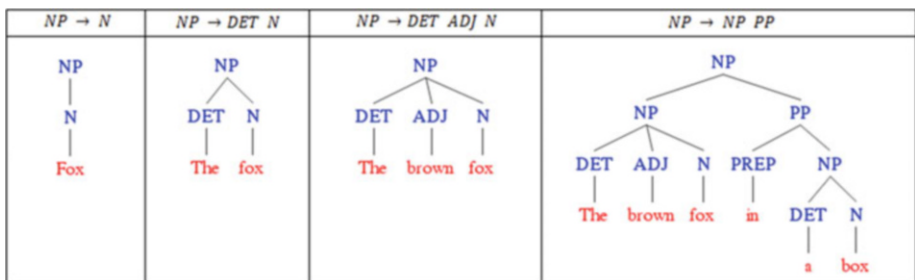 NP → N NP → DET N NP → DET ADJ N NP → NP PP
NP NP NP NP
N DET N DET ADJ N NP PP
Fox The fox The brown fox DET ADJ N PREP NP
The brown fox in DET N
a box